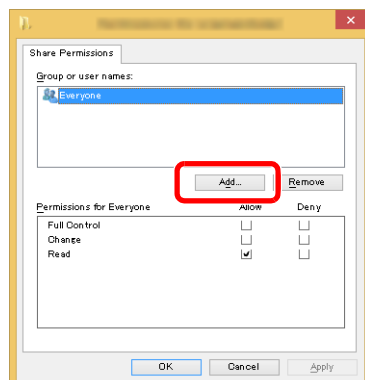 Share Permissions
Group or user names:
Everyone
Add... Remove
Permissions for Everyone Allow Deny
Full Control
Change
Read
OK Cancel Apply